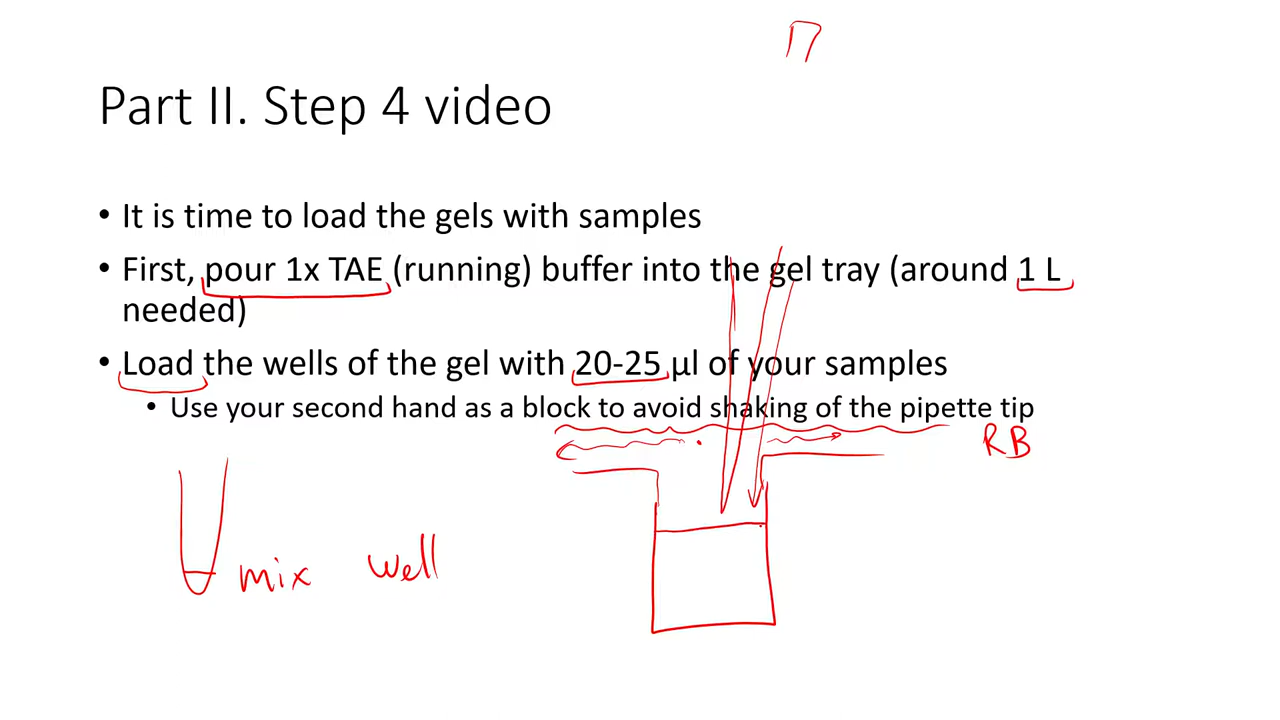 Part II. Step 4 video
• It is time to load the gels with samples
• First, pour 1x TAE (running) buffer into the gel tray (around 1 L
needed)
• Load the wells of the gel with 20-25 µl of your samples
• Use your second hand as a block to avoid shaking of the pipette tip
RB
mix well